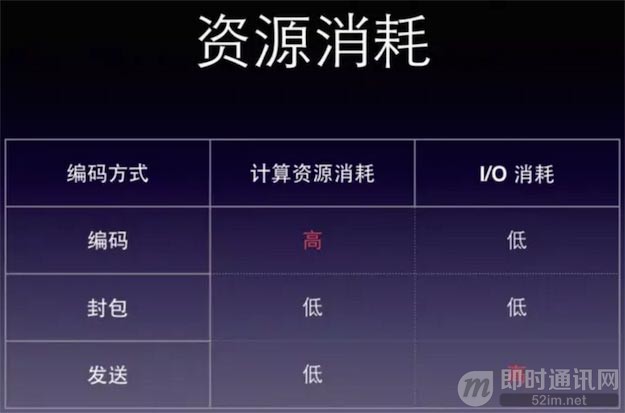 资源消耗
编码方式 计算资源消耗 I/O 消耗
编码 高 低
封包 低 低
发送 低 高
即时通讯网
52im.net